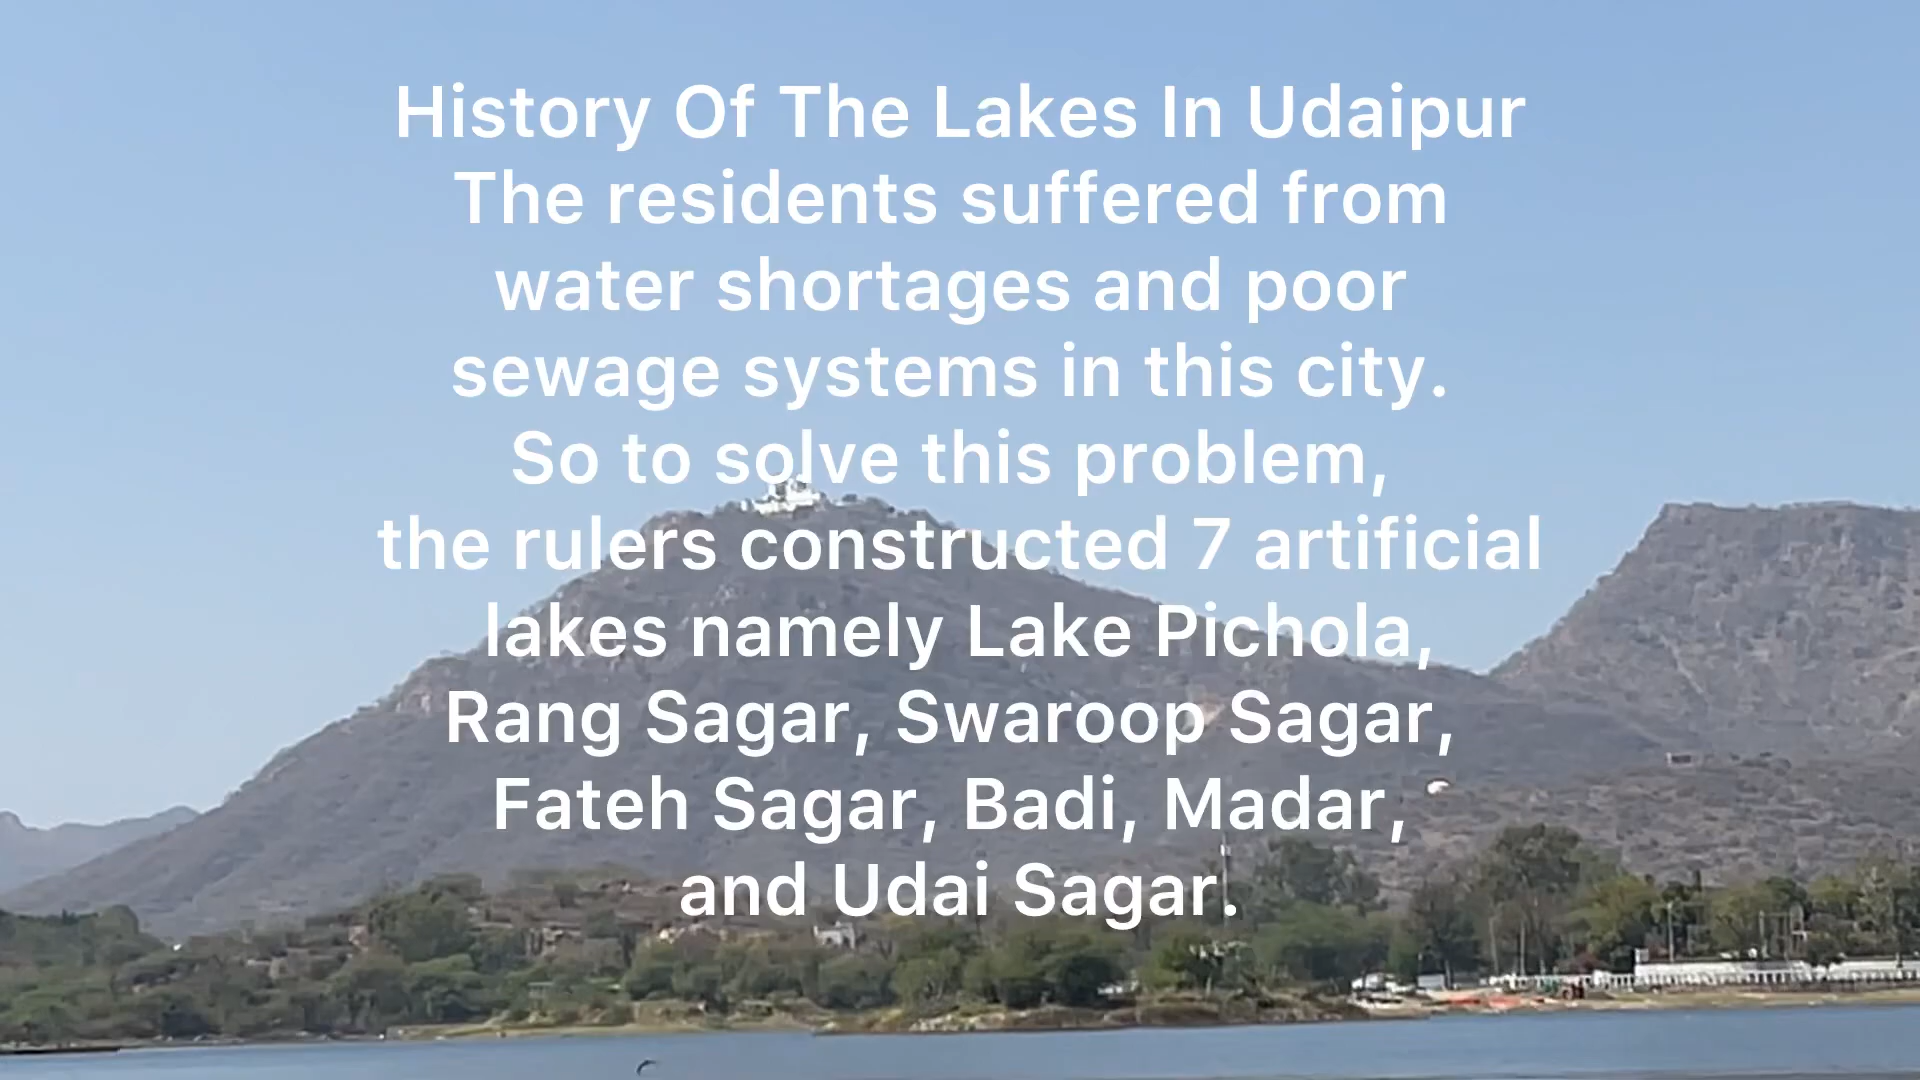 History Of The Lakes In Udaipur
The residents suffered from
water shortages and poor
sewage systems in this city.
So to solve this problem,
the rulers constructed 7 artificial
lakes namely Lake Pichola,
Rang Sagar, Swaroop Sagar,
Fateh Sagar, Badi, Madar,
and Udai Sagar.